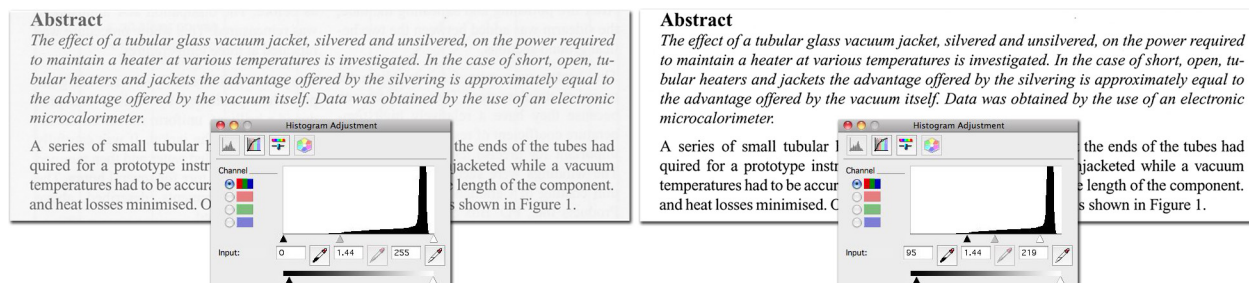 Abstract
The effect of a tubular glass vacuum jacket, silvered and unsilvered, on the power required
to maintain a heater at various temperatures is investigated. In the case of short, open, tu-
bular heaters and jackets the advantage offered by the silvering is approximately equal to
the advantage offered by the vacuum itself. Data was obtained by the use of an electronic
microcalorimeter.
A series of small tubular h the ends of the tubes had
quired for a prototype instr jacketed while a vacuum
temperatures had to be accura length of the component.
and heat losses minimised. O s shown in Figure 1.
Histogram Adjustment
Channel
Input: 0 1.44 255
Abstract
The effect of a tubular glass vacuum jacket, silvered and unsilvered, on the power required
to maintain a heater at various temperatures is investigated. In the case of short, open, tu-
bular heaters and jackets the advantage offered by the silvering is approximately equal to
the advantage offered by the vacuum itself. Data was obtained by the use of an electronic
microcalorimeter.
A series of small tubular the ends of the tubes had
quired for a prototype instr jacketed while a vacuum
temperatures had to be accur length of the component.
and heat losses minimised. O s shown in Figure 1.
Histogram Adjustment
Channel
Input: 95 1.44 219